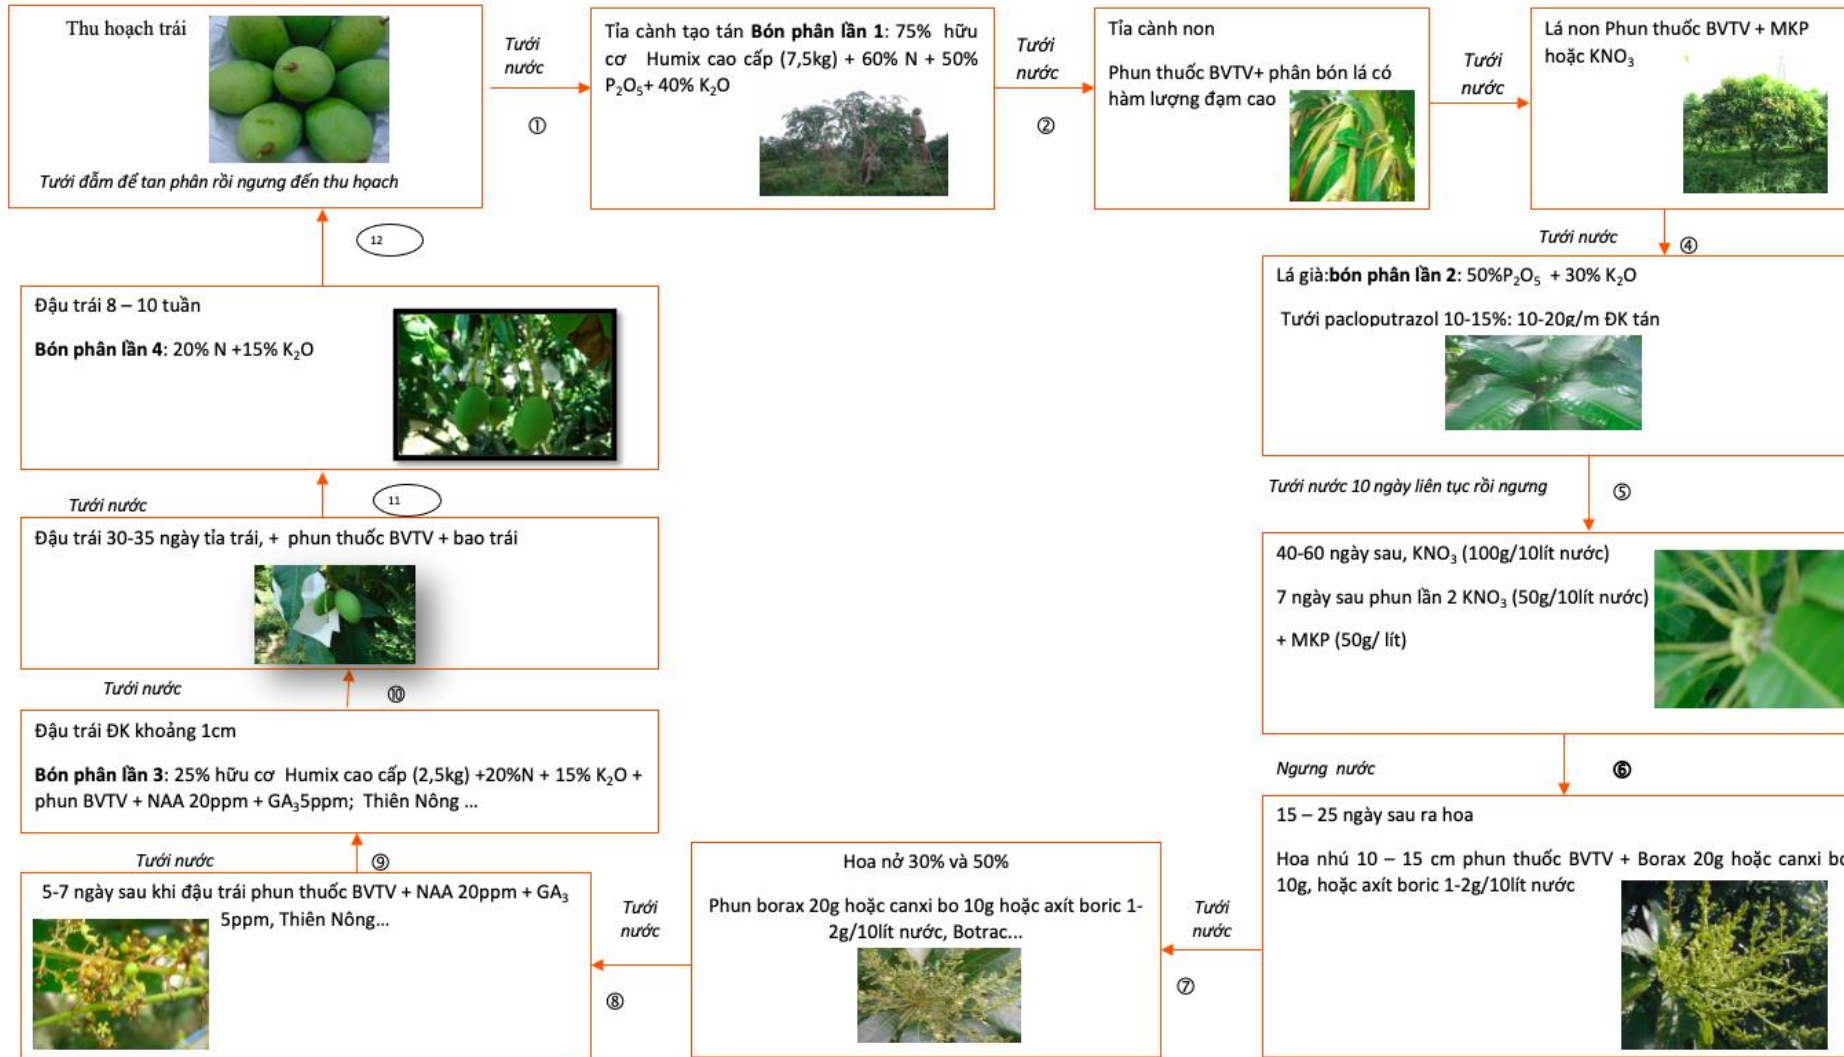 Thu hoạch trái
Tưới đẫm để tan phân rồi ngưng đến thu hoạch
Tưới
nước
①
Tỉa cành tạo tán Bón phân lần 1: 75% hữu
cơ Humix cao cấp (7,5kg) + 60% N + 50%
P₂O₅+ 40% K₂O
Tưới
nước
②
Tỉa cành non
Phun thuốc BVTV+ phân bón lá có
hàm lượng đạm cao
Tưới
nước
Lá non Phun thuốc BVTV + MKP
hoặc KNO₃
Tưới nước
④
Lá già:bón phân lần 2: 50%P₂O₅ + 30% K₂O
Tưới pacloputrazol 10-15%: 10-20g/m ĐK tán
Tưới nước 10 ngày liên tục rồi ngưng
⑤
40-60 ngày sau, KNO₃ (100g/10lít nước)
7 ngày sau phun lần 2 KNO₃ (50g/10lít nước)
+ MKP (50g/ lít)
Ngưng nước
⑥
15 – 25 ngày sau ra hoa
Hoa nhú 10 – 15 cm phun thuốc BVTV + Borax 20g hoặc canxi bo
10g, hoặc axít boric 1-2g/10lít nước
Tưới
nước
⑦
Hoa nở 30% và 50%
Phun borax 20g hoặc canxi bo 10g hoặc axít boric 1-
2g/10lít nước, Botrac...
Tưới
nước
⑧
5-7 ngày sau khi đậu trái phun thuốc BVTV + NAA 20ppm + GA₃
5ppm, Thiên Nông...
Tưới nước
⑨
Đậu trái ĐK khoảng 1cm
Bón phân lần 3: 25% hữu cơ Humix cao cấp (2,5kg) +20%N + 15% K₂O +
phun BVTV + NAA 20ppm + GA₃5ppm; Thiên Nông ...
Tưới nước
⑩
Đậu trái 30-35 ngày tỉa trái, + phun thuốc BVTV + bao trái
Tưới nước
11
Đậu trái 8 – 10 tuần
Bón phân lần 4: 20% N +15% K₂O
12